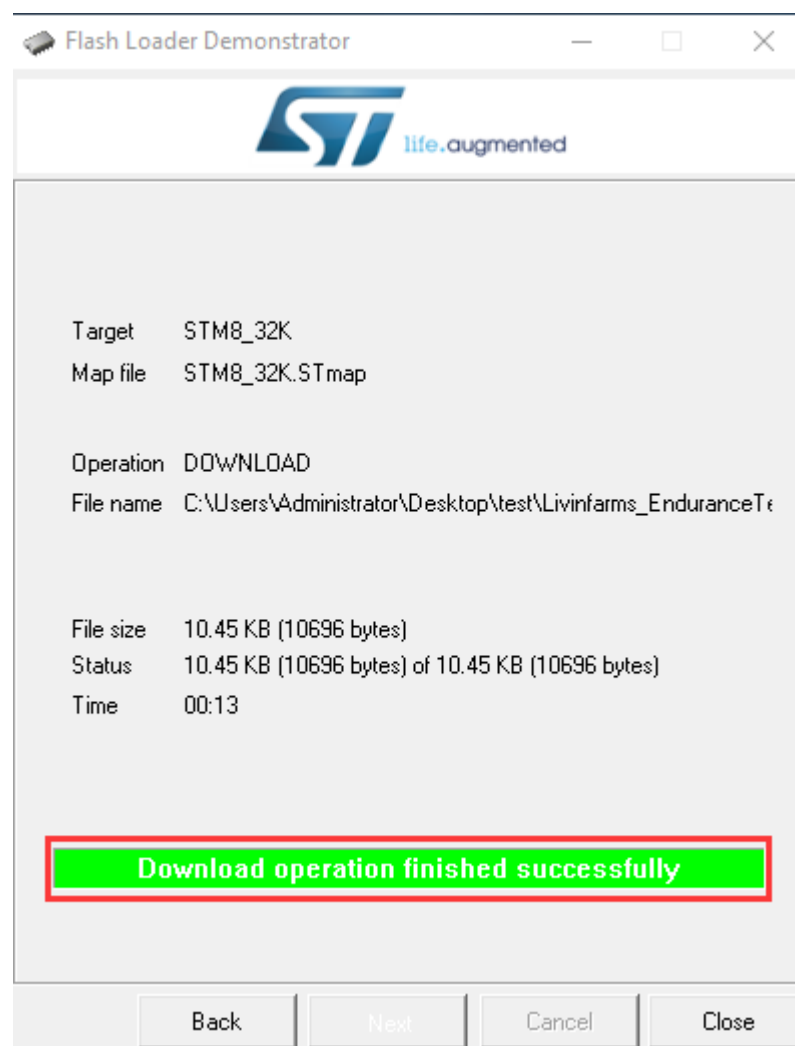 Flash Loader Demonstrator
ST life.augmented
Target STM8_32K
Map file STM8_32K.STmap
Operation DOWNLOAD
File name C:\Users\Administrator\Desktop\test\Livinfarms_EnduranceTe
File size 10.45 KB (10696 bytes)
Status 10.45 KB (10696 bytes) of 10.45 KB (10696 bytes)
Time 00:13
Download operation finished successfully
Back Next Cancel Close